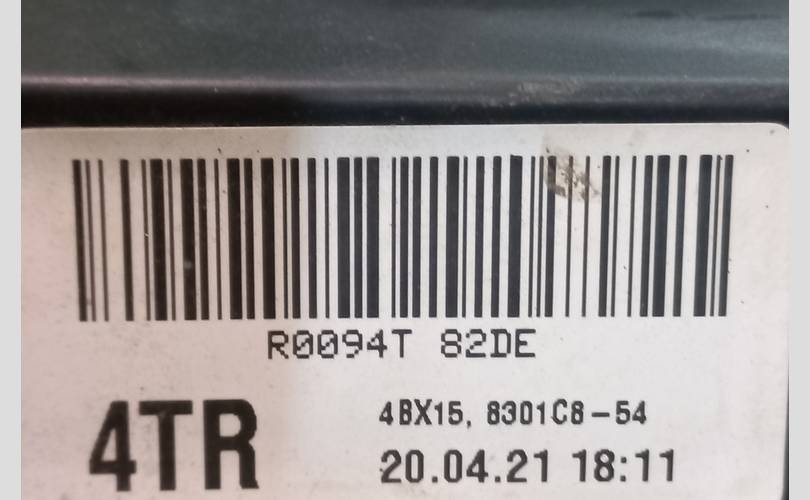 R0094T 82DE
4TR
4BX15, 8301C8-54
20.04.21 18:11